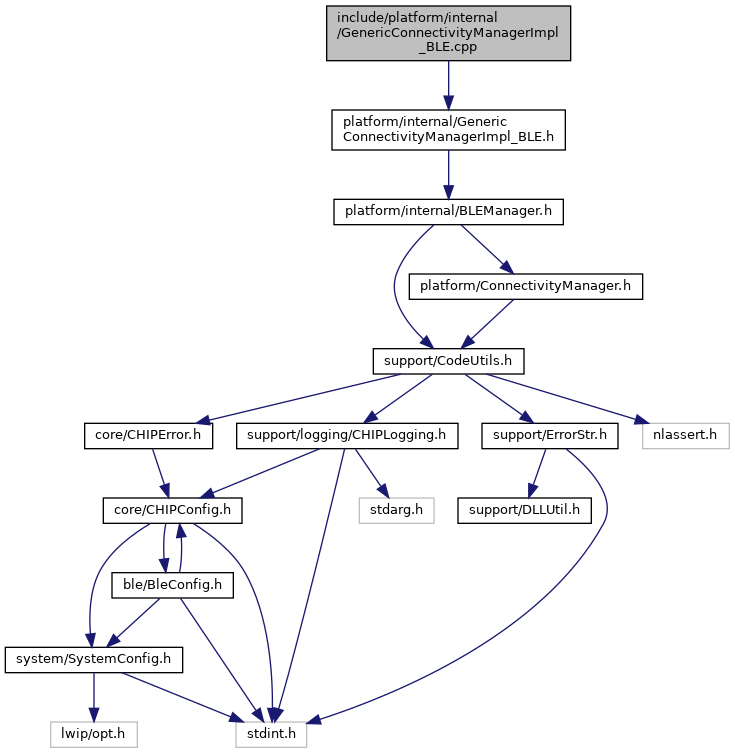 include/platform/internal
/GenericConnectivityManagerImpl
_BLE.cpp
platform/internal/Generic
ConnectivityManagerImpl_BLE.h
platform/internal/BLEManager.h
platform/ConnectivityManager.h
support/CodeUtils.h
core/CHIPError.h
support/logging/CHIPLogging.h
support/ErrorStr.h
nlassert.h
core/CHIPConfig.h
stdarg.h
support/DLLUtil.h
ble/BleConfig.h
system/SystemConfig.h
lwip/opt.h
stdint.h